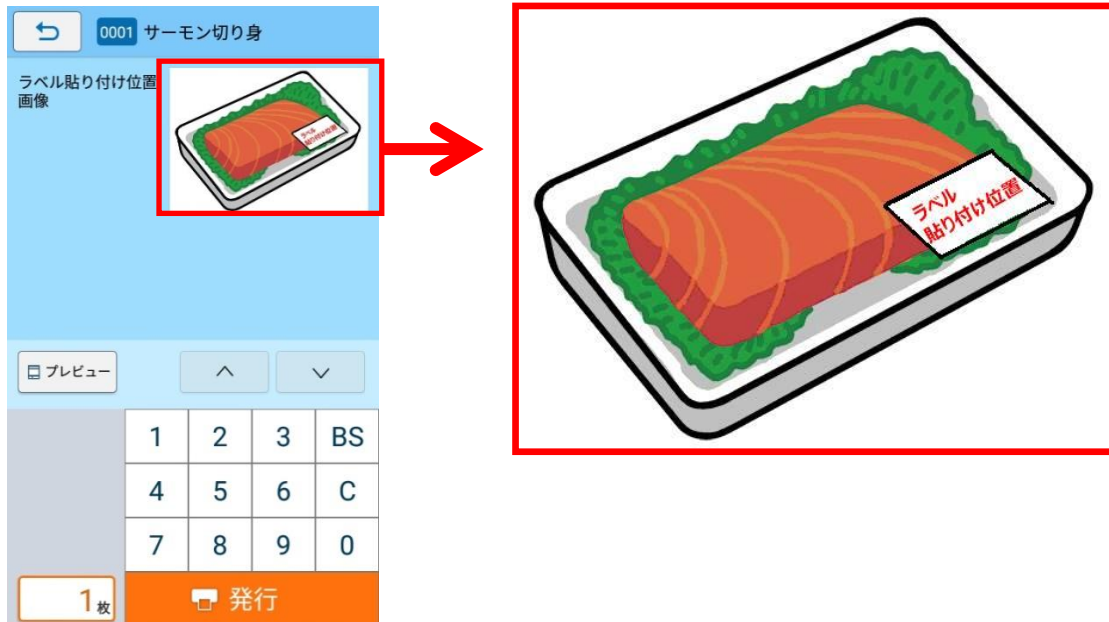 0001 サーモン切り身
ラベル貼り付け位置
画像
ラベル
貼り付け位置
プレビュー
1 2 3 BS
4 5 6 C
7 8 9 0
1枚 発行
ラベル
貼り付け位置